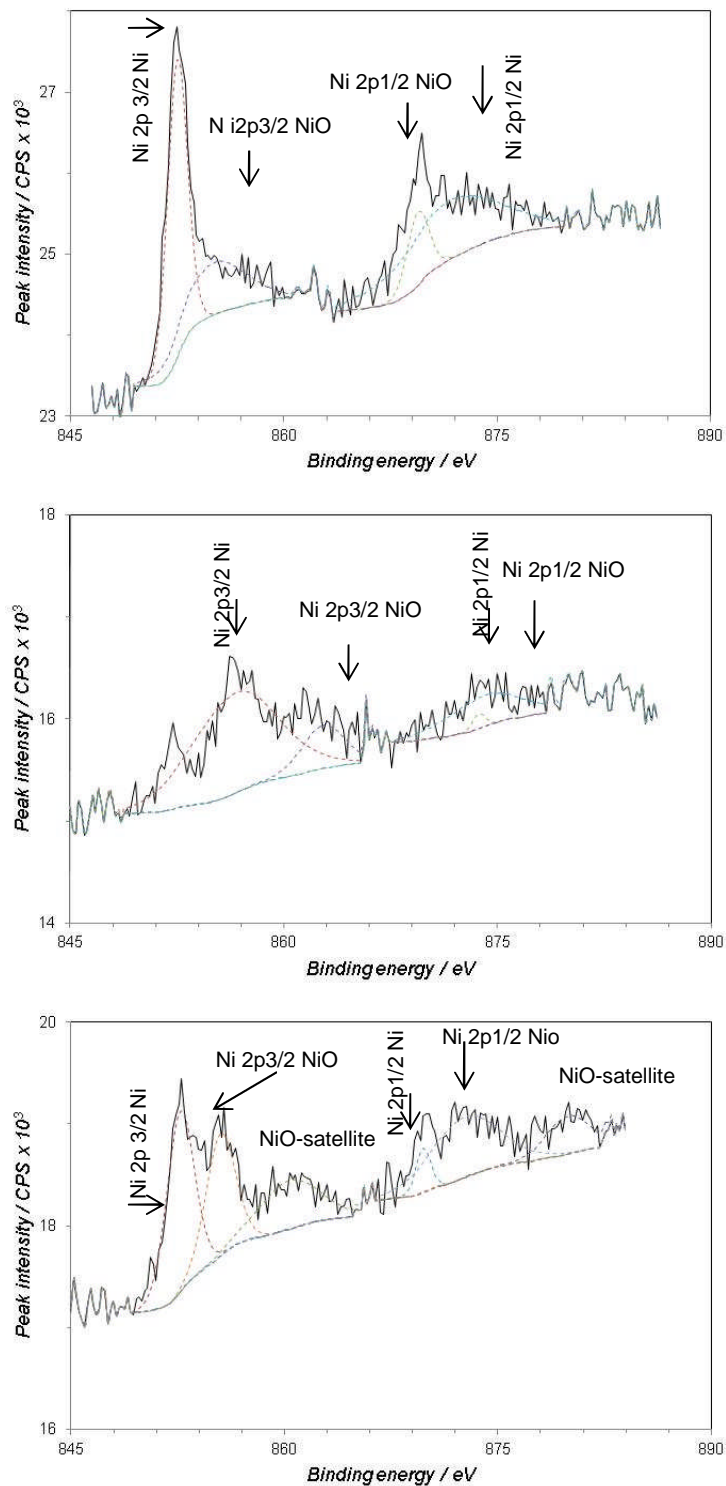 28
27
25
23
Peak intensity / CPS x 10³
Ni 2p 3/2 Ni
N i2p3/2 NiO
Ni 2p1/2 NiO
Ni 2p1/2 Ni
845 860 875 890
Binding energy / eV
18
16
14
Peak intensity / CPS x 10³
Ni 2p3/2 Ni
Ni 2p3/2 NiO
Ni 2p1/2 Ni
Ni 2p1/2 NiO
845 860 875 890
Binding energy / eV
20
18
16
Peak intensity / CPS x 10³
Ni 2p 3/2 Ni
Ni 2p3/2 NiO
NiO-satellite
Ni 2p1/2 Ni
Ni 2p1/2 Nio
NiO-satellite
845 860 875 890
Binding energy / eV